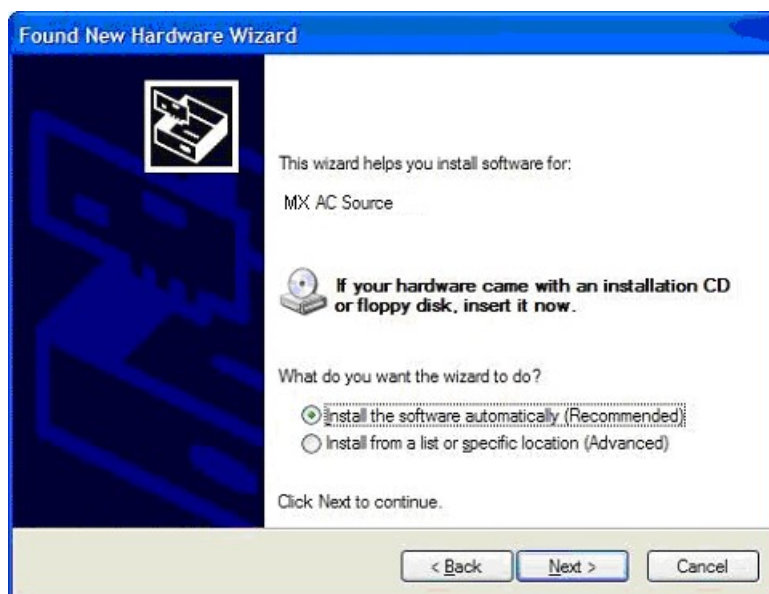 Found New Hardware Wizard
This wizard helps you install software for:
MX AC Source
If your hardware came with an installation CD
or floppy disk, insert it now.
What do you want the wizard to do?
Install the software automatically (Recommended)
Install from a list or specific location (Advanced)
Click Next to continue.
< Back
Next >
Cancel